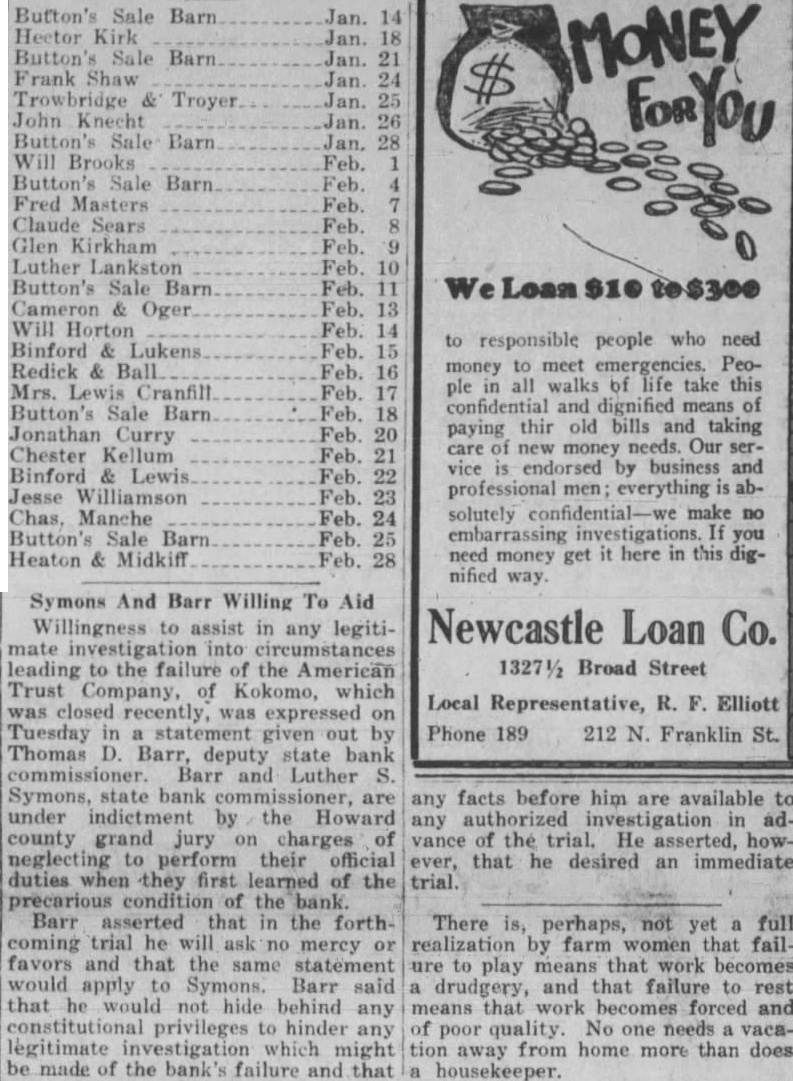 Button's Sale Barn Jan. 14
Hector Kirk Jan. 18
Button's Sale Barn Jan. 21
Frank Shaw Jan. 24
Trowbridge & Troyer Jan. 25
John Knecht Jan. 26
Button's Sale Barn Jan. 28
Will Brooks Feb. 1
Button's Sale Barn Feb. 4
Fred Masters Feb. 7
Claude Sears Feb. 8
Glen Kirkham Feb. 9
Luther Lankston Feb. 10
Button's Sale Barn Feb. 11
Cameron & Oger Feb. 13
Will Horton Feb. 14
Binford & Lukens Feb. 15
Redick & Ball Feb. 16
Mrs. Lewis Cranfill Feb. 17
Button's Sale Barn Feb. 18
Jonathan Curry Feb. 20
Chester Kellum Feb. 21
Binford & Lewis Feb. 22
Jesse Williamson Feb. 23
Chas. Manche Feb. 24
Button's Sale Barn Feb. 25
Heaton & Midkiff Feb. 28
Symons And Barr Willing To Aid
Willingness to assist in any legiti-
mate investigation into circumstances
leading to the failure of the American
Trust Company, of Kokomo, which
was closed recently, was expressed on
Tuesday in a statement given out by
Thomas D. Barr, deputy state bank
commissioner. Barr and Luther S.
Symons, state bank commissioner, are
under indictment by the Howard
county grand jury on charges of
neglecting to perform their official
duties when they first learned of the
precarious condition of the bank.
Barr asserted that in the forth-
coming trial he will ask no mercy or
favors and that the same statement
would apply to Symons. Barr said
that he would not hide behind any
constitutional privileges to hinder any
legitimate investigation which might
be made of the bank's failure and that
$ MONEY
FOR YOU
We Loan $10 to $300
to responsible people who need
money to meet emergencies. Peo-
ple in all walks of life take this
confidential and dignified means of
paying thir old bills and taking
care of new money needs. Our ser-
vice is endorsed by business and
professional men; everything is ab-
solutely confidential—we make no
embarrassing investigations. If you
need money get it here in this dig-
nified way.
Newcastle Loan Co.
1327½ Broad Street
Local Representative, R. F. Elliott
Phone 189 212 N. Franklin St.
any facts before him are available to
any authorized investigation in ad-
vance of the trial. He asserted, how-
ever, that he desired an immediate
trial.
There is, perhaps, not yet a full
realization by farm women that fail-
ure to play means that work becomes
a drudgery, and that failure to rest
means that work becomes forced and
of poor quality. No one needs a vaca-
tion away from home more than does
a housekeeper.